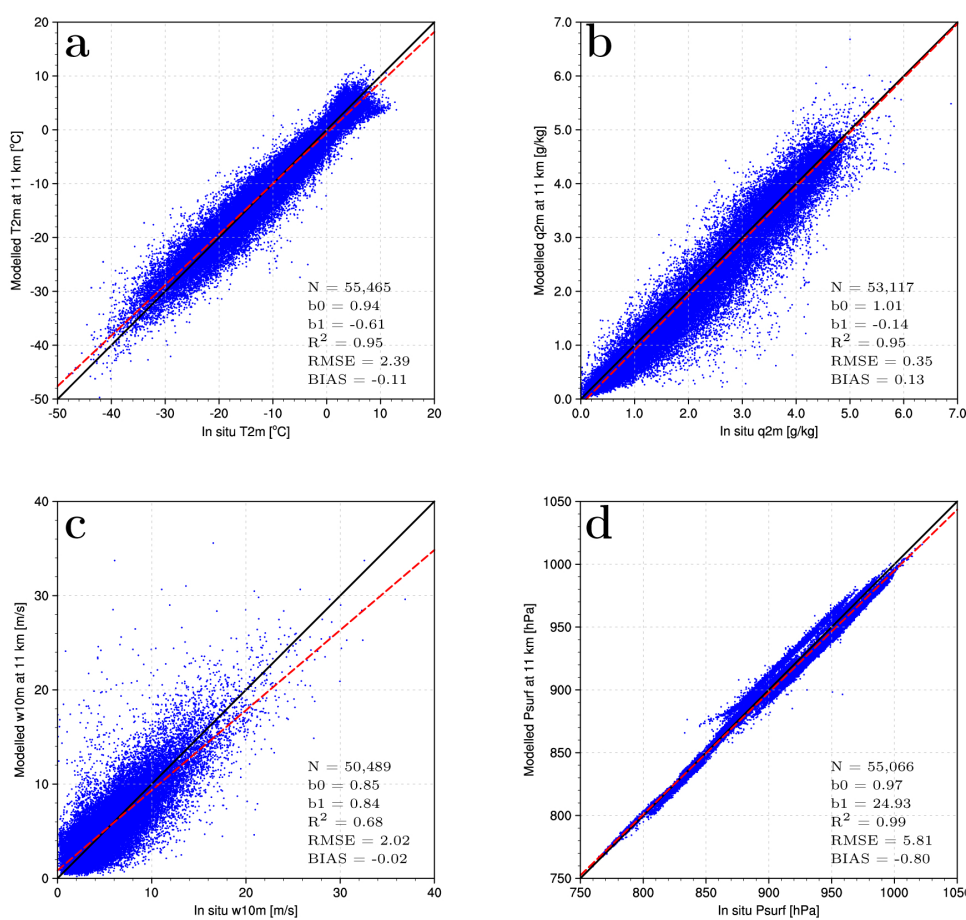 a
20
10
0
-10
-20
-30
-40
-50
Modelled T2m at 11 km [°C]
N = 55,465
b0 = 0.94
b1 = -0.61
R² = 0.95
RMSE = 2.39
BIAS = -0.11
-50 -40 -30 -20 -10 0 10 20
In situ T2m [°C]
b
7.0
6.0
5.0
4.0
3.0
2.0
1.0
0.0
Modelled q2m at 11 km [g/kg]
N = 53,117
b0 = 1.01
b1 = -0.14
R² = 0.95
RMSE = 0.35
BIAS = 0.13
0.0 1.0 2.0 3.0 4.0 5.0 6.0 7.0
In situ q2m [g/kg]
c
40
30
20
10
0
Modelled w10m at 11 km [m/s]
N = 50,489
b0 = 0.85
b1 = 0.84
R² = 0.68
RMSE = 2.02
BIAS = -0.02
0 10 20 30 40
In situ w10m [m/s]
d
1050
1000
950
900
850
800
750
Modelled Psurf at 11 km [hPa]
N = 55,066
b0 = 0.97
b1 = 24.93
R² = 0.99
RMSE = 5.81
BIAS = -0.80
750 800 850 900 950 1000 1050
In situ Psurf [hPa]